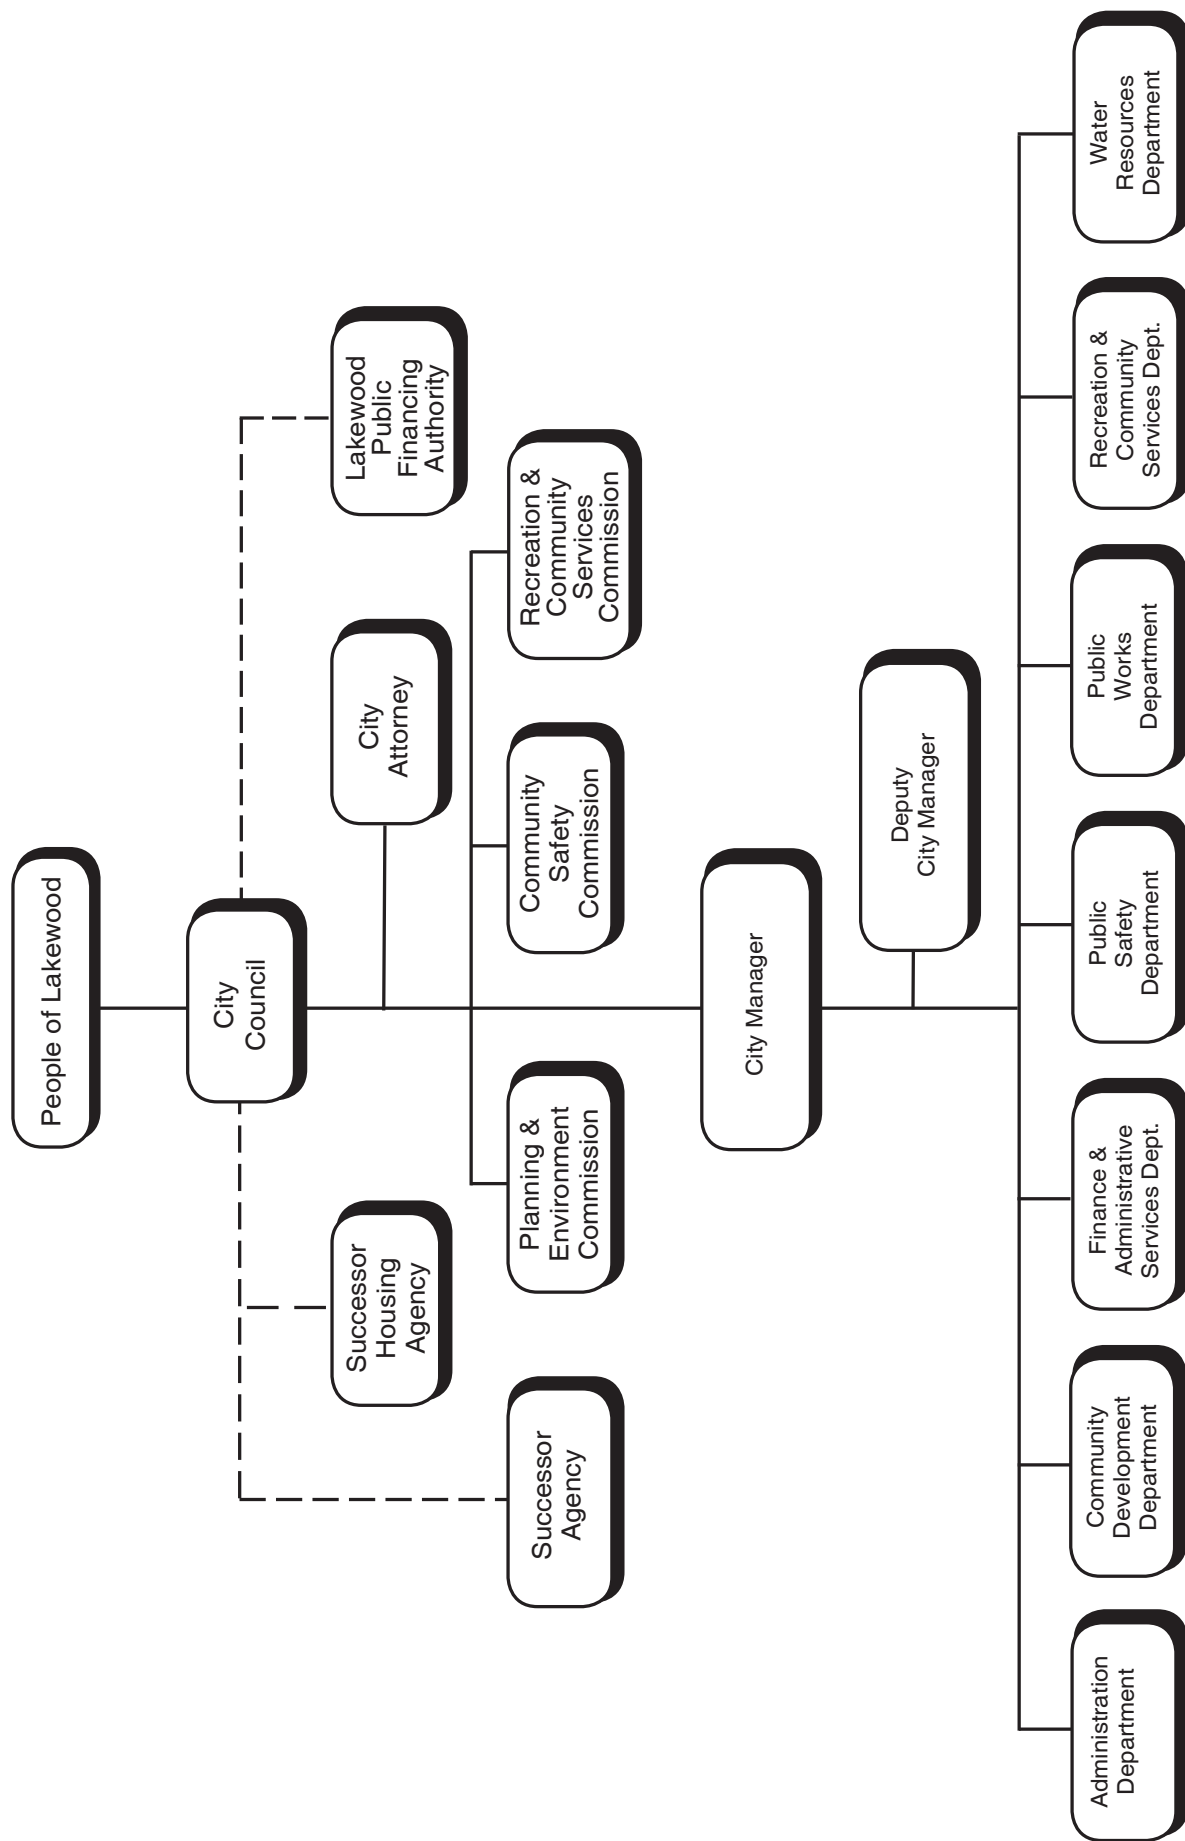 People of Lakewood
City
Council
Successor
Housing
Agency
City
Attorney
Lakewood
Public
Financing
Authority
Successor
Agency
Planning &
Environment
Commission
Community
Safety
Commission
Recreation &
Community
Services
Commission
City Manager
Deputy
City Manager
Administration
Department
Community
Development
Department
Finance &
Administrative
Services Dept.
Public
Safety
Department
Public
Works
Department
Recreation &
Community
Services Dept.
Water
Resources
Department